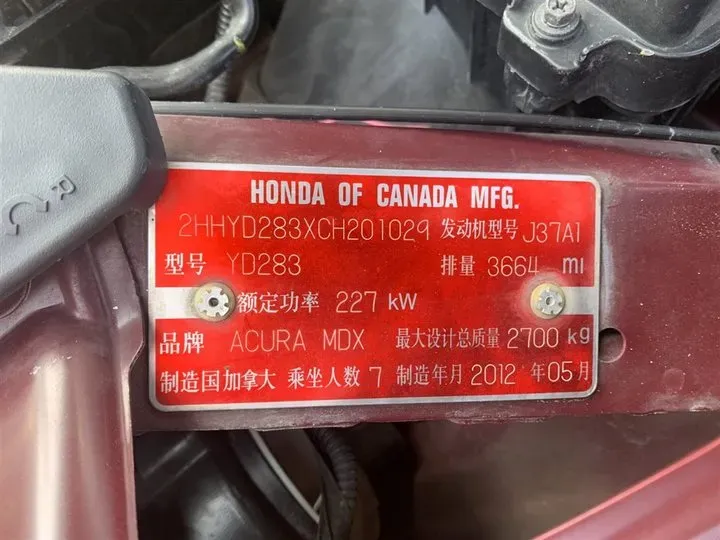 R
HONDA OF CANADA MFG.
2HHYD283XCH201029 发动机型号 J37A1
型号 YD283 排量 3664 ml
额定功率 227 kW
品牌 ACURA MDX 最大设计总质量 2700 kg
制造国加拿大 乘坐人数 7 制造年月 2012 年 05 月